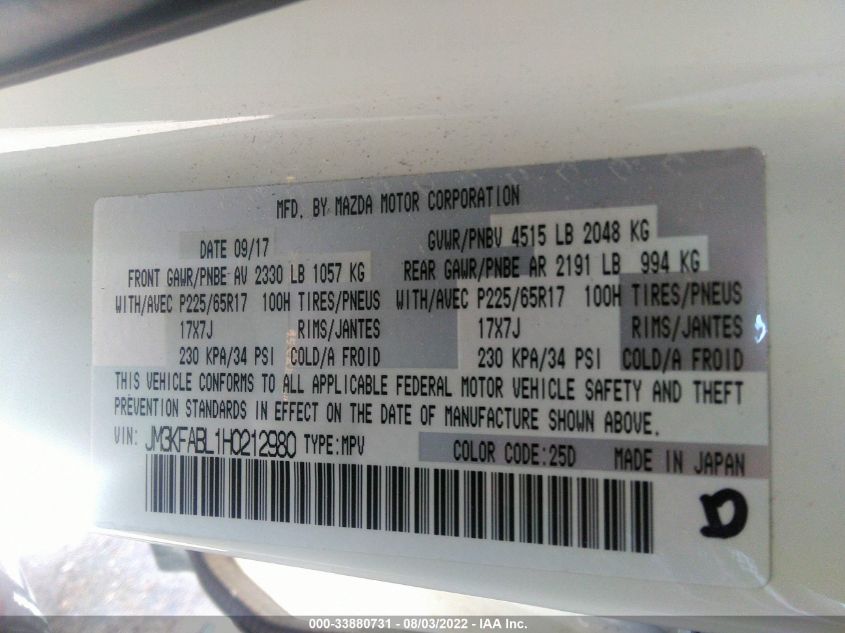 MFD. BY MAZDA MOTOR CORPORATION
DATE 09/17 GVWR/PNBV 4515 LB 2048 KG
FRONT GAWR/PNBE AV 2330 LB 1057 KG REAR GAWR/PNBE AR 2191 LB 994 KG
WITH/AVEC P225/65R17 100H TIRES/PNEUS WITH/AVEC P225/65R17 100H TIRES/PNEUS
17X7J RIMS/JANTES 17X7J RIMS/JANTES
230 KPA/34 PSI COLD/A FROID 230 KPA/34 PSI COLD/A FROID
THIS VEHICLE CONFORMS TO ALL APPLICABLE FEDERAL MOTOR VEHICLE SAFETY AND THEFT
PREVENTION STANDARDS IN EFFECT ON THE DATE OF MANUFACTURE SHOWN ABOVE.
VIN: JM3KFABL1H0212980 TYPE:MPV COLOR CODE:25D MADE IN JAPAN
D
000-33880731 - 08/03/2022 - IAA Inc.